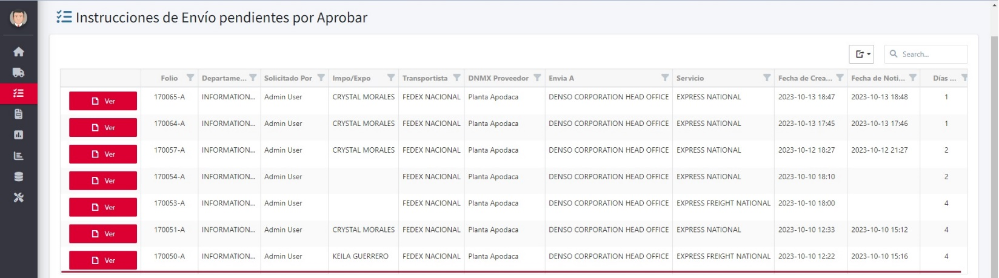 Instrucciones de Envío pendientes por Aprobar
Search...
Folio Departame... Solicitado Por Impo/Expo Transportista DNMX Proveedor Envia A Servicio Fecha de Crea... Fecha de Noti... Días ...
Ver 170065-A INFORMATION... Admin User CRYSTAL MORALES FEDEX NACIONAL Planta Apodaca DENSO CORPORATION HEAD OFFICE EXPRESS NATIONAL 2023-10-13 18:47 2023-10-13 18:48 1
Ver 170064-A INFORMATION... Admin User CRYSTAL MORALES FEDEX NACIONAL Planta Apodaca DENSO CORPORATION HEAD OFFICE EXPRESS NATIONAL 2023-10-13 17:45 2023-10-13 17:46 1
Ver 170057-A INFORMATION... Admin User CRYSTAL MORALES FEDEX NACIONAL Planta Apodaca DENSO CORPORATION HEAD OFFICE EXPRESS NATIONAL 2023-10-12 18:27 2023-10-12 21:27 2
Ver 170054-A INFORMATION... Admin User FEDEX NACIONAL Planta Apodaca DENSO CORPORATION HEAD OFFICE EXPRESS NATIONAL 2023-10-10 18:10 2
Ver 170053-A INFORMATION... Admin User FEDEX NACIONAL Planta Apodaca DENSO CORPORATION HEAD OFFICE EXPRESS FREIGHT NATIONAL 2023-10-10 18:00 4
Ver 170051-A INFORMATION... Admin User CRYSTAL MORALES FEDEX NACIONAL Planta Apodaca DENSO CORPORATION HEAD OFFICE EXPRESS NATIONAL 2023-10-10 12:33 2023-10-10 15:12 4
Ver 170050-A INFORMATION... Admin User KEILA GUERRERO FEDEX NACIONAL Planta Apodaca DENSO CORPORATION HEAD OFFICE EXPRESS FREIGHT NATIONAL 2023-10-10 12:22 2023-10-10 15:16 4